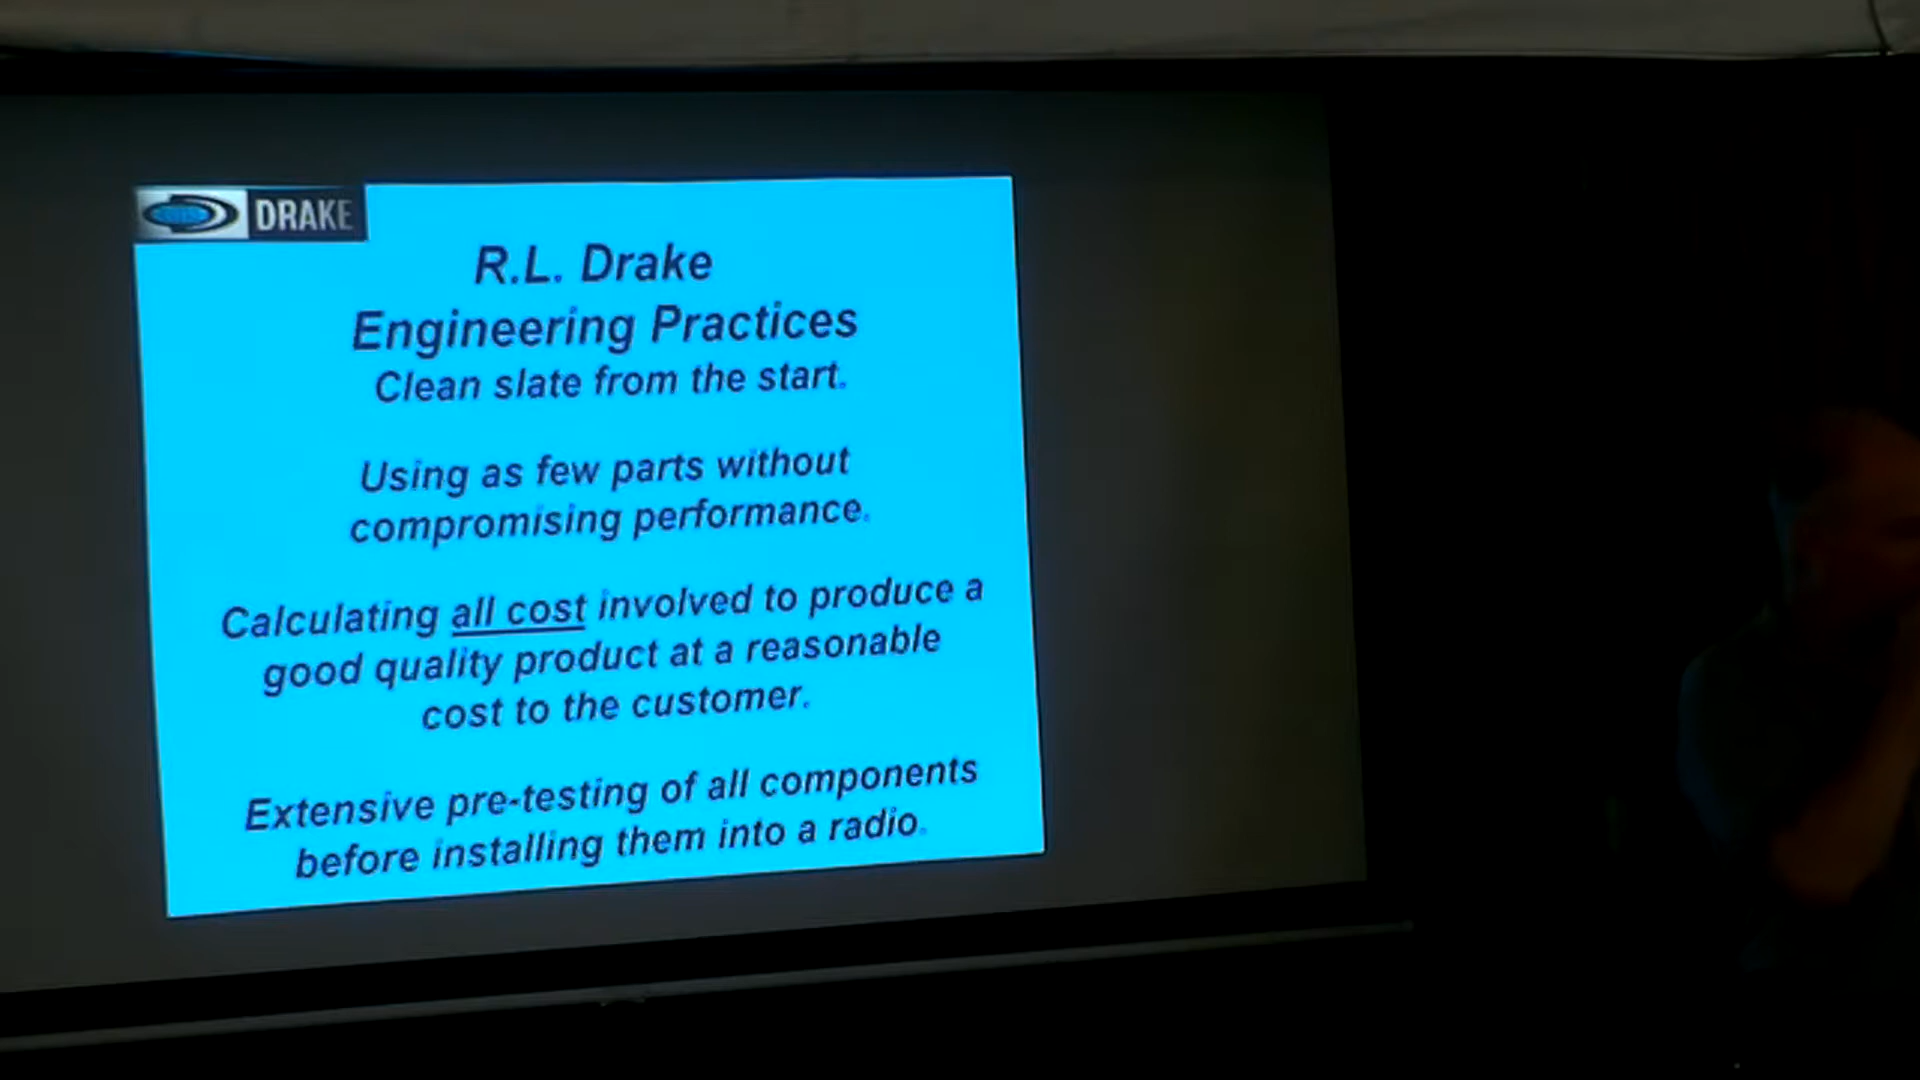 DRAKE
R.L. Drake
Engineering Practices
Clean slate from the start.
Using as few parts without
compromising performance.
Calculating all cost involved to produce a
good quality product at a reasonable
cost to the customer.
Extensive pre-testing of all components
before installing them into a radio.